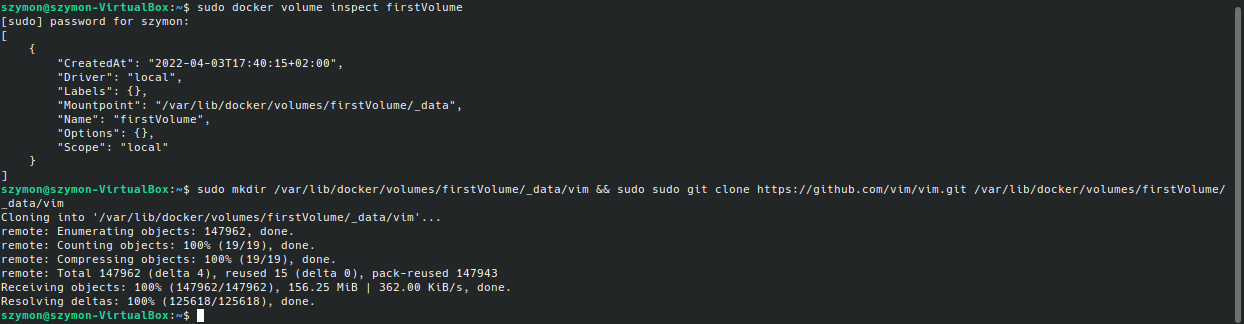 szymon@szymon-VirtualBox:~$ sudo docker volume inspect firstVolume
[sudo] password for szymon:
[
    {
        "CreatedAt": "2022-04-03T17:40:15+02:00",
        "Driver": "local",
        "Labels": {},
        "Mountpoint": "/var/lib/docker/volumes/firstVolume/_data",
        "Name": "firstVolume",
        "Options": {},
        "Scope": "local"
    }
]
szymon@szymon-VirtualBox:~$ sudo mkdir /var/lib/docker/volumes/firstVolume/_data/vim && sudo sudo git clone https://github.com/vim/vim.git /var/lib/docker/volumes/firstVolume/
_data/vim
Cloning into '/var/lib/docker/volumes/firstVolume/_data/vim'...
remote: Enumerating objects: 147962, done.
remote: Counting objects: 100% (19/19), done.
remote: Compressing objects: 100% (19/19), done.
remote: Total 147962 (delta 4), reused 15 (delta 0), pack-reused 147943
Receiving objects: 100% (147962/147962), 156.25 MiB | 362.00 KiB/s, done.
Resolving deltas: 100% (125618/125618), done.
szymon@szymon-VirtualBox:~$